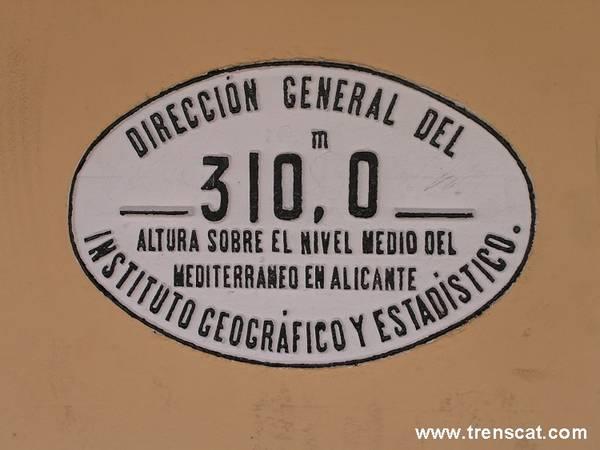 DIRECCIÓN GENERAL DEL
m
310,0
ALTURA SOBRE EL NIVEL MEDIO DEL
MEDITERRANEO EN ALICANTE
INSTITUTO GEOGRÁFICO Y ESTADÍSTICO.
www.trenscat.com